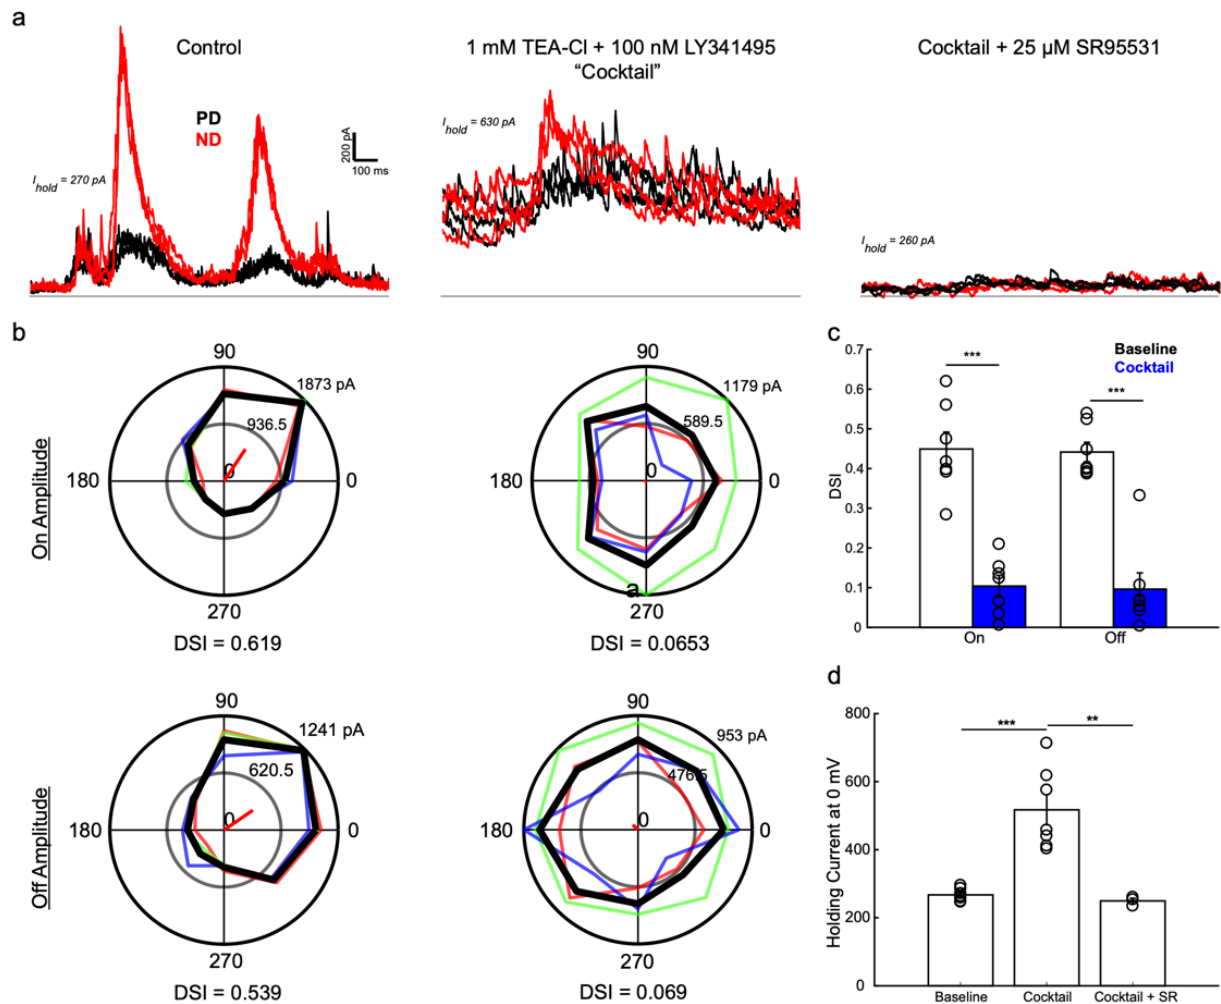 a
Control
1 mM TEA-Cl + 100 nM LY341495
"Cocktail"
Cocktail + 25 µM SR95531
PD
ND
200 pA
100 ms
I hold = 270 pA
I hold = 630 pA
I hold = 260 pA
b
On Amplitude
90
1873 pA
936.5
0
180
0
270
DSI = 0.619
90
1179 pA
589.5
0
180
0
a
270
DSI = 0.0653
Off Amplitude
90
1241 pA
620.5
0
180
0
270
DSI = 0.539
90
953 pA
476.5
0
180
0
270
DSI = 0.069
c
Baseline
Cocktail
***
***
DSI
0.7
0.6
0.5
0.4
0.3
0.2
0.1
0
On
Off
d
***
**
Holding Current at 0 mV
800
600
400
200
0
Baseline
Cocktail
Cocktail + SR